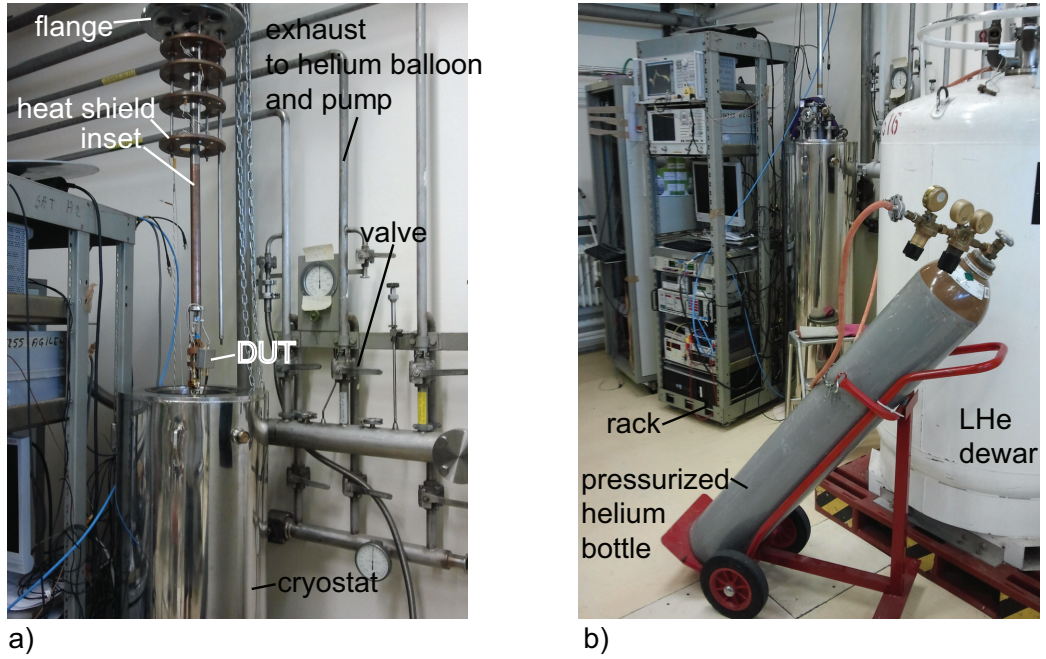 flange
exhaust
to helium balloon
and pump
heat shield
inset
valve
DUT
cryostat
a)
rack
pressurized
helium
bottle
LHe
dewar
b)